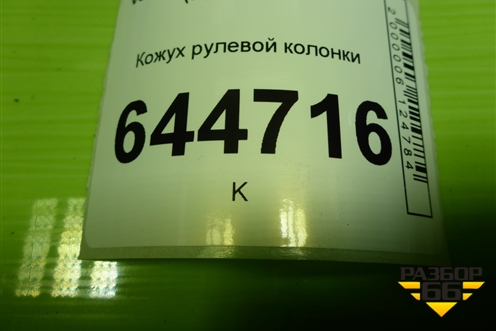 Кожух рулевой колонки
644716
К
2000006124784
РАЗБОР
66